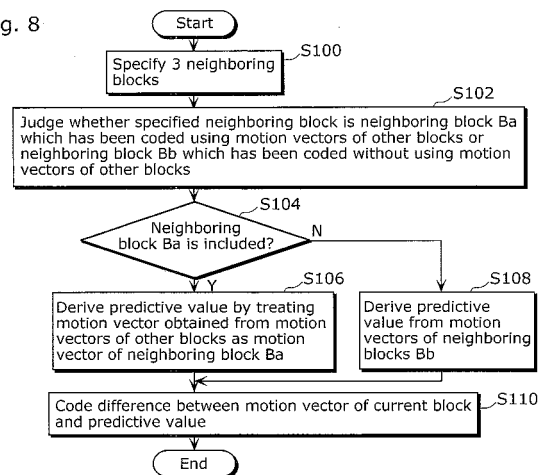 g. 8
Start
S100
Specify 3 neighboring
blocks
S102
Judge whether specified neighboring block is neighboring block Ba
which has been coded using motion vectors of other blocks or
neighboring block Bb which has been coded without using motion
vectors of other blocks
S104
Neighboring
block Ba is included?
N
Y
S106
Derive predictive value by treating
motion vector obtained from motion
vectors of other blocks as motion
vector of neighboring block Ba
S108
Derive predictive
value from motion
vectors of neighboring
blocks Bb
S110
Code difference between motion vector of current block
and predictive value
End